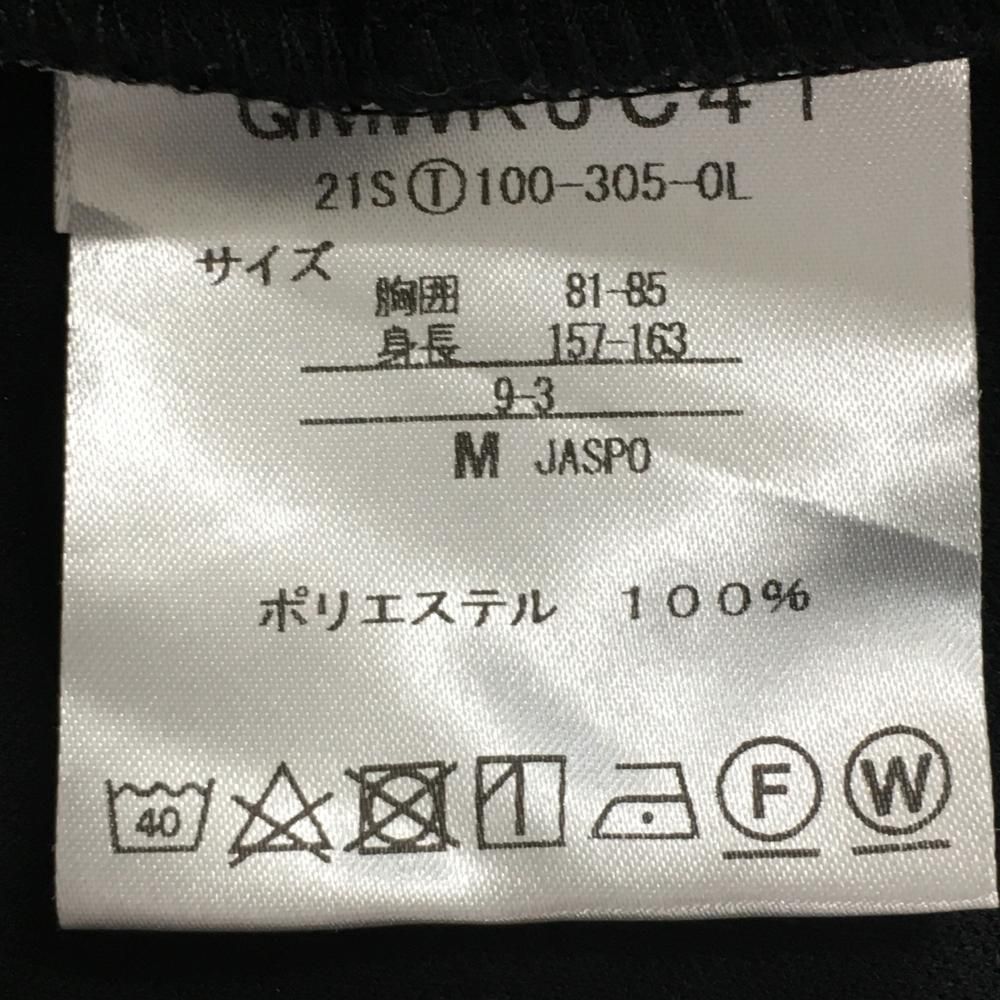 21S Ⓣ 100-305-0L
サイズ
胸囲 81-85
身長 157-163
9-3
M JASPO
ポリエステル 100%
40 F W